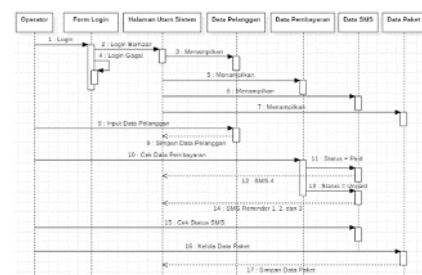 Operator
Form Login
Halaman Utama Sistem
Data Pelanggan
Data Pembayaran
Data SMS
Data Paket
1 : Login
2 : Login Berhasil
3 : Menampilkan
4 : Login Gagal
5 : Menampilkan
6 : Menampilkan
7 : Menampilkan
8 : Input Data Pelanggan
9 : Simpan Data Pelanggan
10 : Cek Data Pembayaran
11 : Status = Paid
12 : SMS 4
13 : Status = Unpaid
14 : SMS Reminder 1, 2, dan 3
15 : Cek Status SMS
16 : Kelola Data Paket
17 : Simpan Data Paket